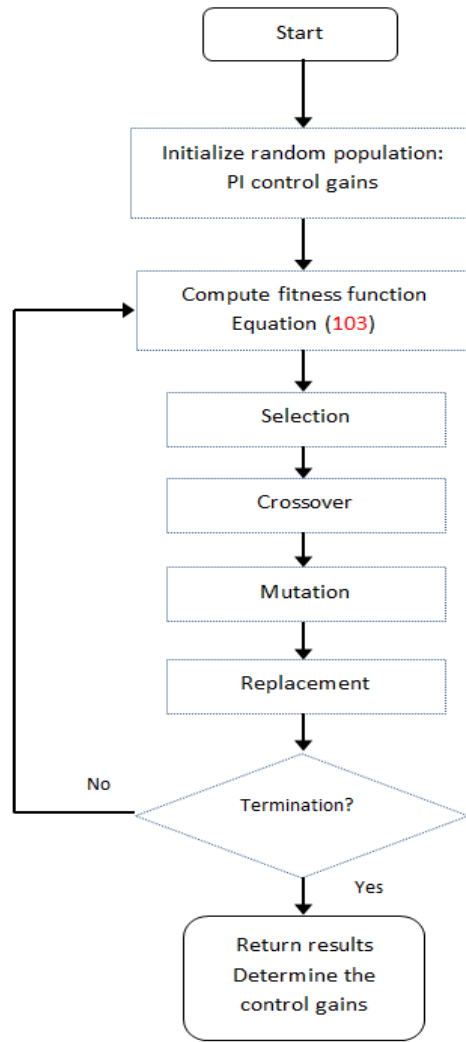 Start
Initialize random population:
PI control gains
Compute fitness function
Equation (103)
Selection
Crossover
Mutation
Replacement
Termination?
No
Yes
Return results
Determine the
control gains